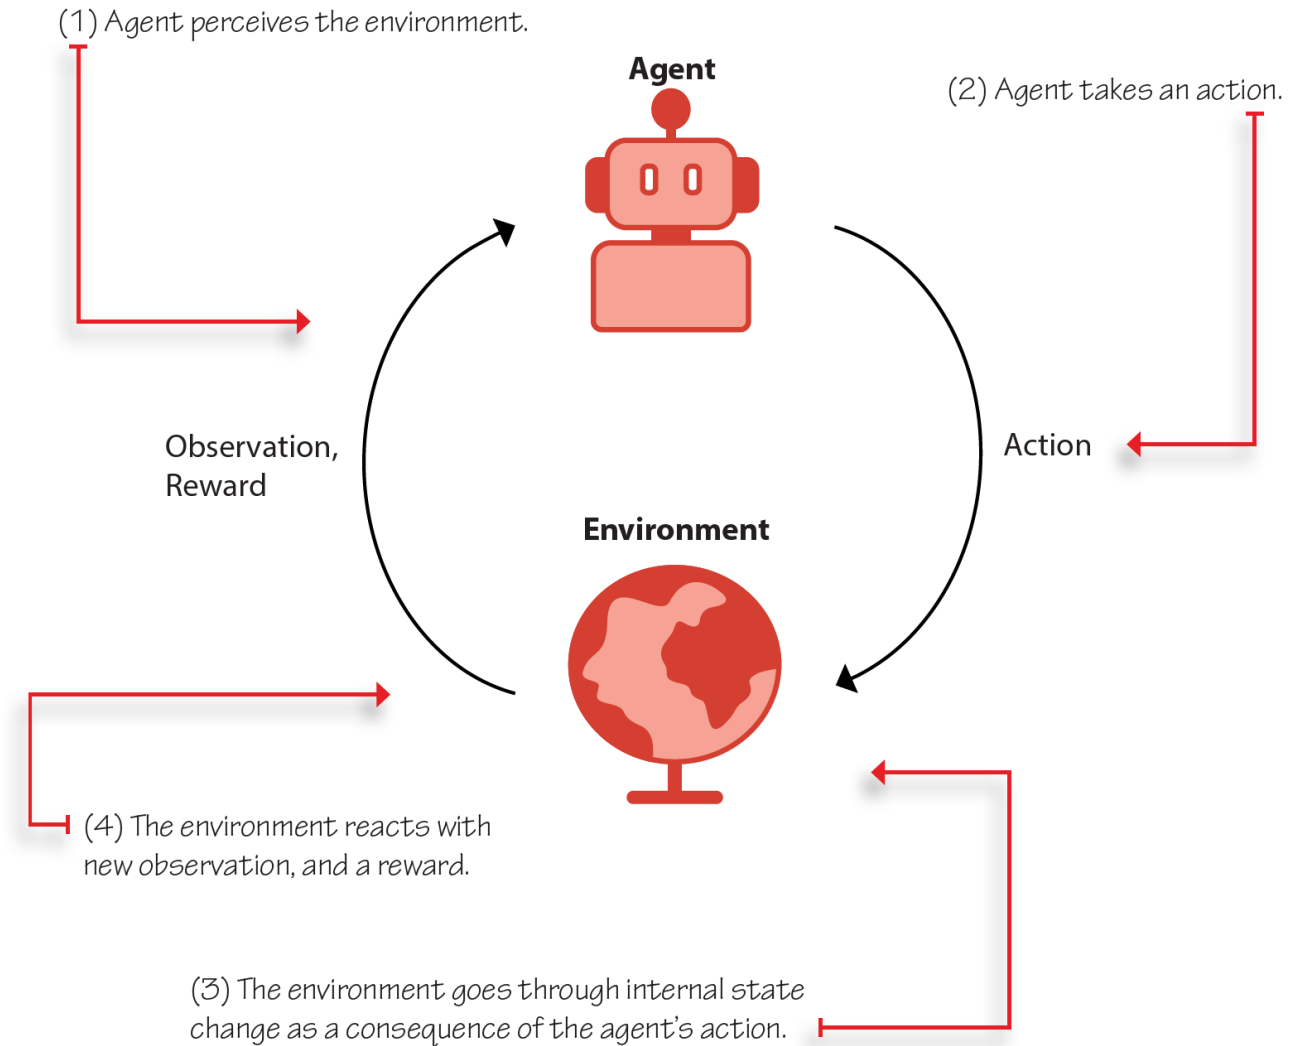 (1) Agent perceives the environment.
Agent
(2) Agent takes an action.
Observation,
Reward
Action
Environment
(4) The environment reacts with
new observation, and a reward.
(3) The environment goes through internal state
change as a consequence of the agent's action.